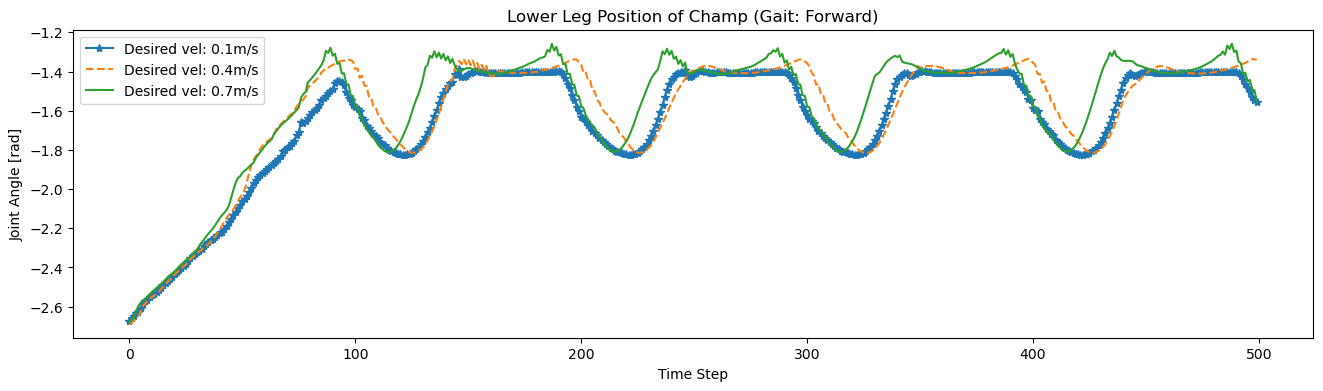 Lower Leg Position of Champ (Gait: Forward)
Desired vel: 0.1m/s
Desired vel: 0.4m/s
Desired vel: 0.7m/s
Joint Angle [rad]
−1.2
−1.4
−1.6
−1.8
−2.0
−2.2
−2.4
−2.6
0 100 200 300 400 500
Time Step